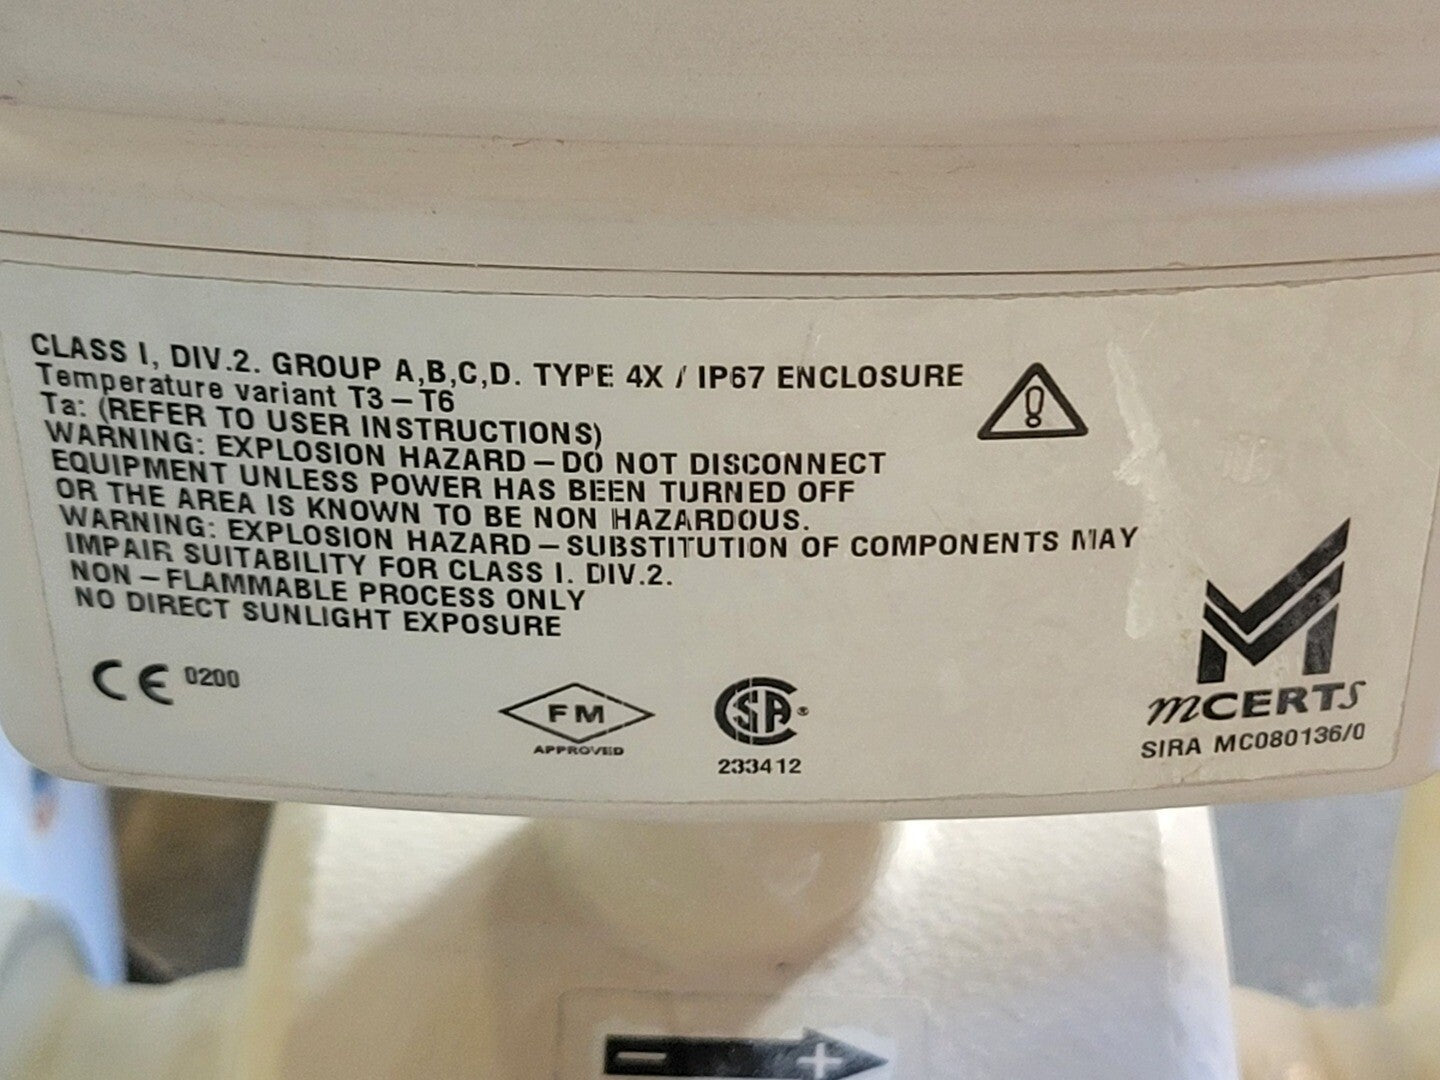 CLASS I, DIV.2. GROUP A,B,C,D. TYPE 4X / IP67 ENCLOSURE
Temperature variant T3 – T6
Ta: (REFER TO USER INSTRUCTIONS)
WARNING: EXPLOSION HAZARD – DO NOT DISCONNECT
EQUIPMENT UNLESS POWER HAS BEEN TURNED OFF
OR THE AREA IS KNOWN TO BE NON HAZARDOUS.
WARNING: EXPLOSION HAZARD – SUBSTITUTION OF COMPONENTS MAY
IMPAIR SUITABILITY FOR CLASS I. DIV.2.
NON – FLAMMABLE PROCESS ONLY
NO DIRECT SUNLIGHT EXPOSURE
!
CE 0200
FM
APPROVED
CSA®
233412
mCERTS
SIRA MC080136/0
– +